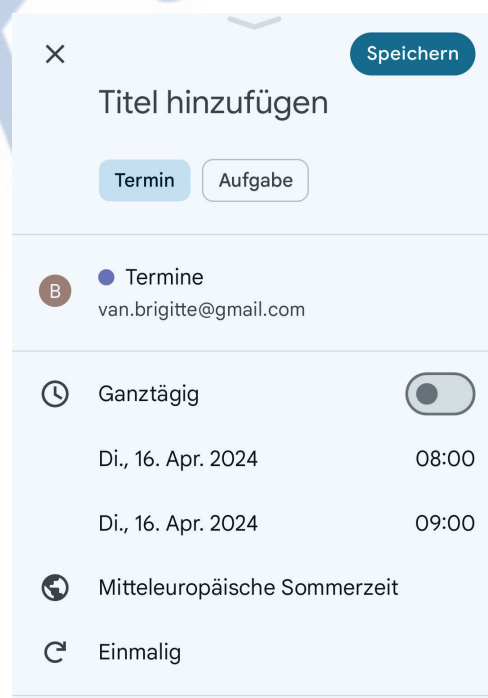 Speichern
Titel hinzufügen
Termin Aufgabe
B
Termine
van.brigitte@gmail.com
Ganztägig
Di., 16. Apr. 2024 08:00
Di., 16. Apr. 2024 09:00
Mitteleuropäische Sommerzeit
Einmalig